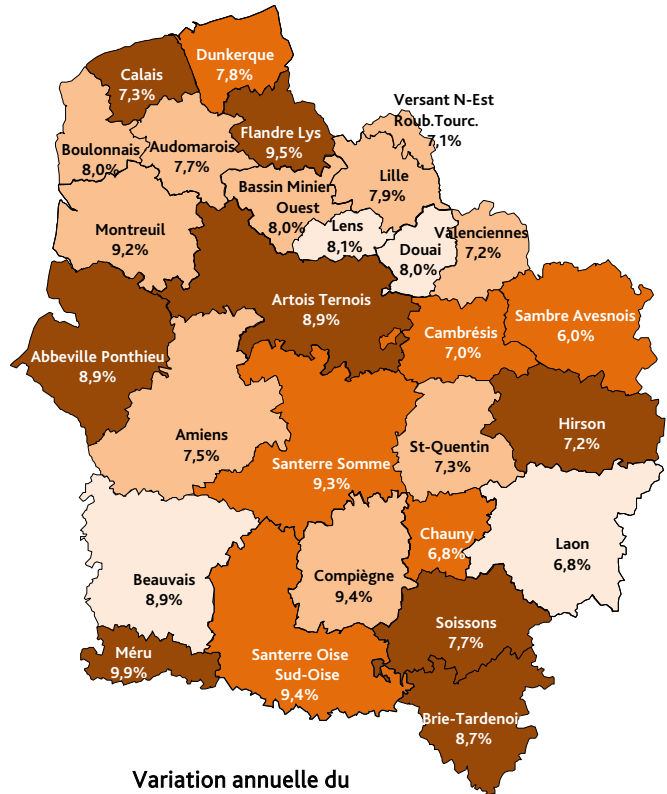 Dunkerque
7,8%
Calais
7,3%
Versant N-Est
Roub.Tourc.
7,1%
Flandre Lys
9,5%
Boulonnais
8,0%
Audomarois
7,7%
Lille
7,9%
Bassin Minier
Ouest
8,0%
Montreuil
9,2%
Lens
8,1%
Douai
8,0%
Valenciennes
7,2%
Artois Ternois
8,9%
Sambre Avesnois
6,0%
Cambrésis
7,0%
Abbeville Ponthieu
8,9%
Hirson
7,2%
Amiens
7,5%
St-Quentin
7,3%
Santerre Somme
9,3%
Chauny
6,8%
Laon
6,8%
Beauvais
8,9%
Compiègne
9,4%
Soissons
7,7%
Méru
9,9%
Santerre Oise
Sud-Oise
9,4%
Brie-Tardenoi
8,7%
Variation annuelle du